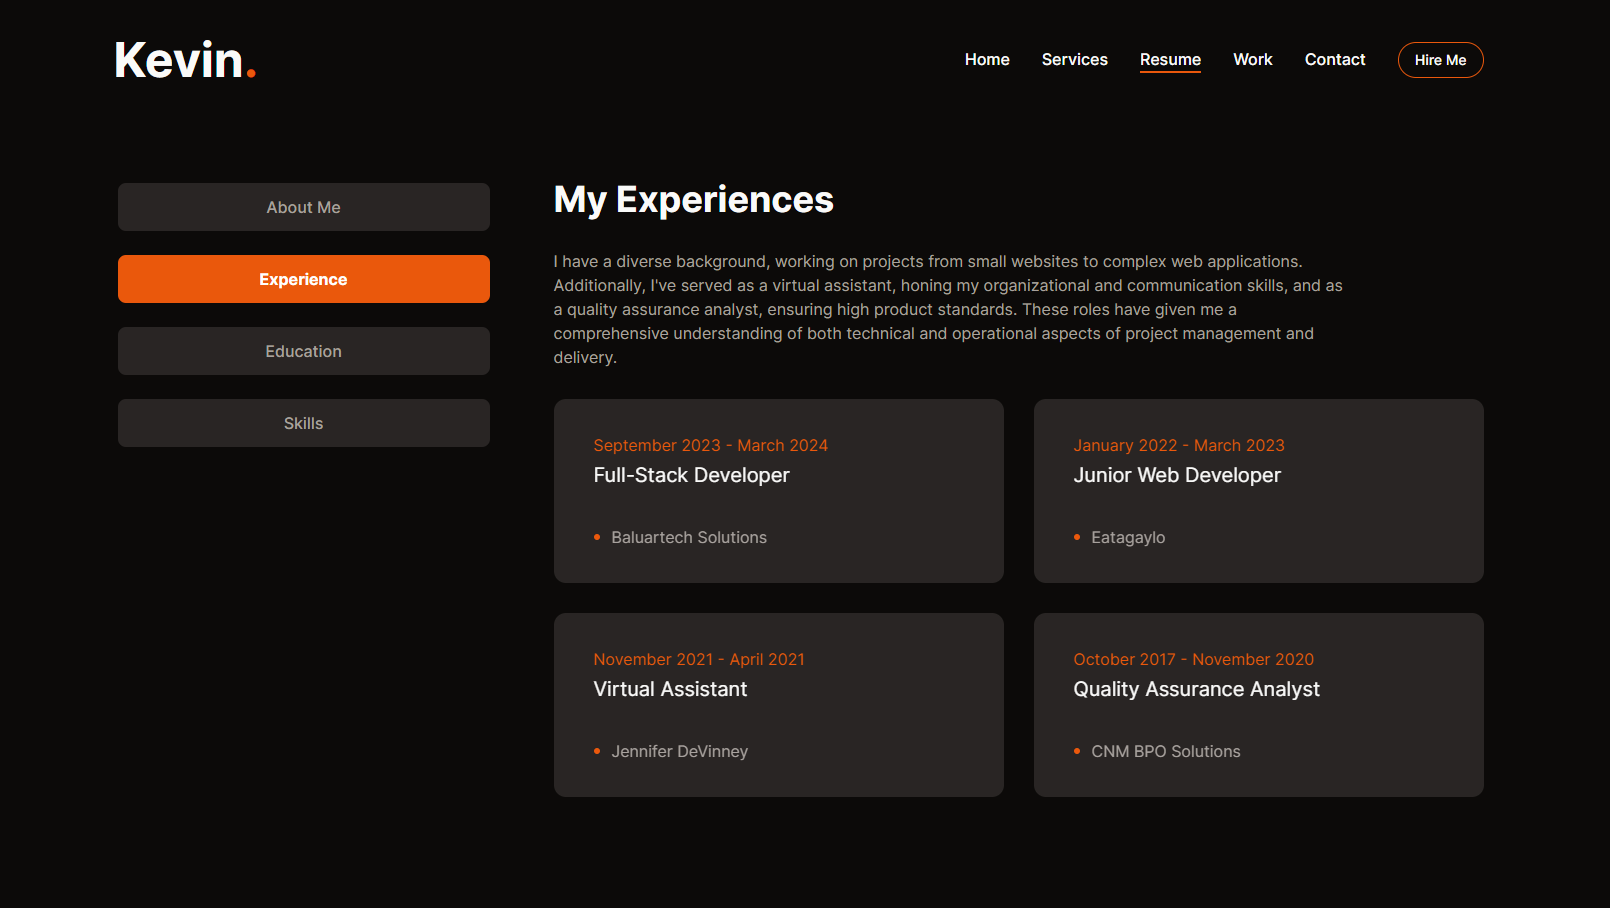 Kevin.
Home
Services
Resume
Work
Contact
Hire Me
About Me
Experience
Education
Skills
My Experiences
I have a diverse background, working on projects from small websites to complex web applications.
Additionally, I've served as a virtual assistant, honing my organizational and communication skills, and as
a quality assurance analyst, ensuring high product standards. These roles have given me a
comprehensive understanding of both technical and operational aspects of project management and
delivery.
September 2023 - March 2024
Full-Stack Developer
• Baluartech Solutions
January 2022 - March 2023
Junior Web Developer
• Eatagaylo
November 2021 - April 2021
Virtual Assistant
• Jennifer DeVinney
October 2017 - November 2020
Quality Assurance Analyst
• CNM BPO Solutions